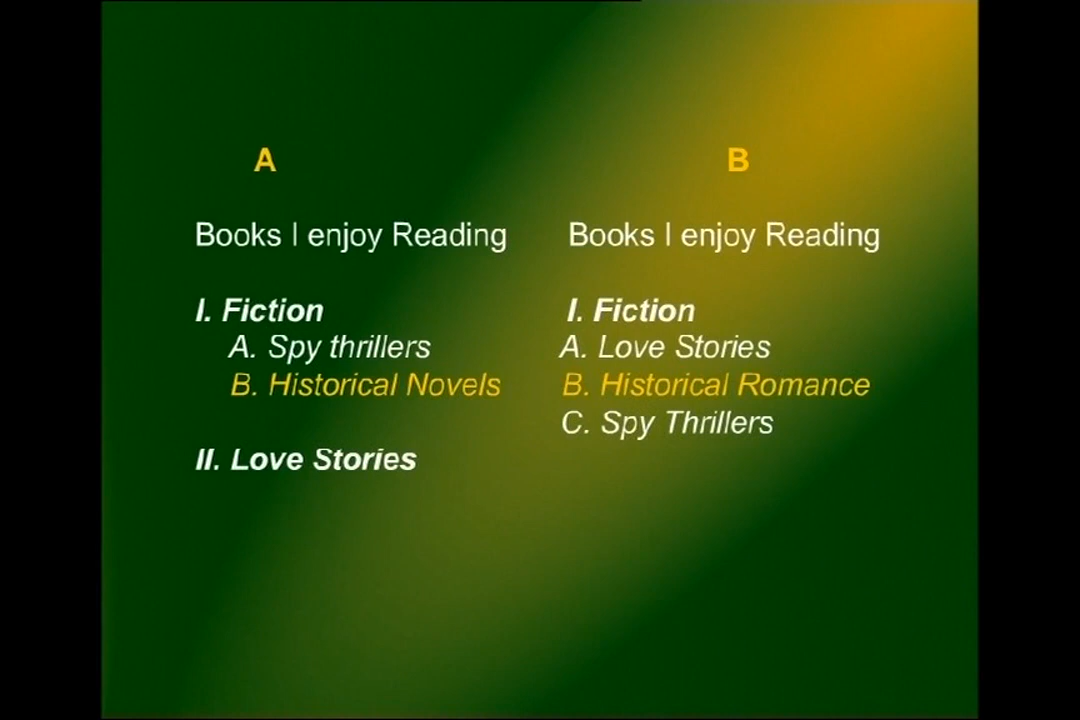 A
Books I enjoy Reading
I. Fiction
A. Spy thrillers
B. Historical Novels
II. Love Stories
B
Books I enjoy Reading
I. Fiction
A. Love Stories
B. Historical Romance
C. Spy Thrillers